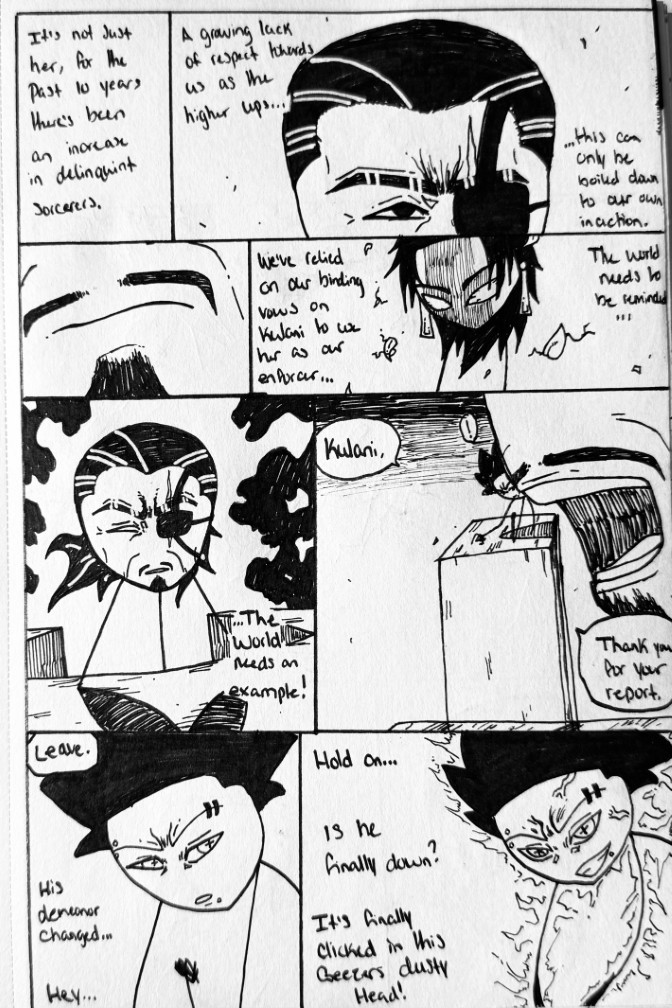 It's not Just
her, for the
Past 10 years
there's been
an increase
in delinquint
Sorcerers.
A growing lack
of respect towards
us as the
higher ups...
...this can
only be
boiled down
to our own
inaction.
We've relied
on our binding
vows on
Kulani to use
her as our
enforcer...
The World
needs to
be reminded
...
...The
World
needs an
example!
Kulani,
!
Thank you
for your
report.
Leave.
His
demeanor
changed...
Hey...
Hold on...
Is he
finally down?
It's finally
clicked in this
Geezers dusty
Head!